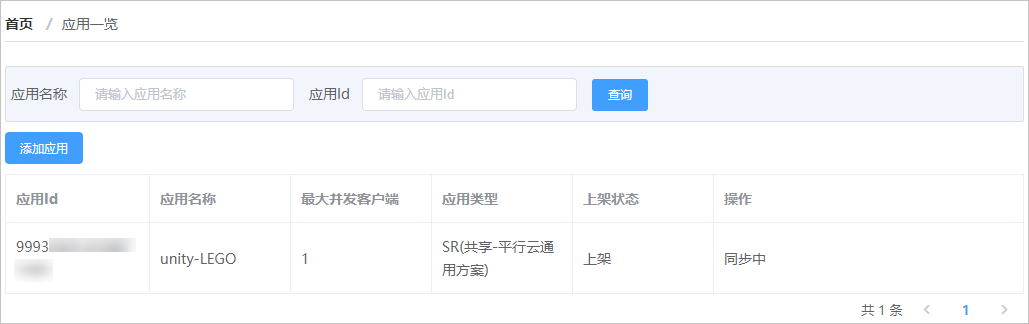 首页 / 应用一览
应用名称 请输入应用名称 应用Id 请输入应用Id 查询
添加应用
应用Id 应用名称 最大并发客户端 应用类型 上架状态 操作
9993 unity-LEGO 1 SR(共享-平行云通用方案) 上架 同步中
共 1 条 1